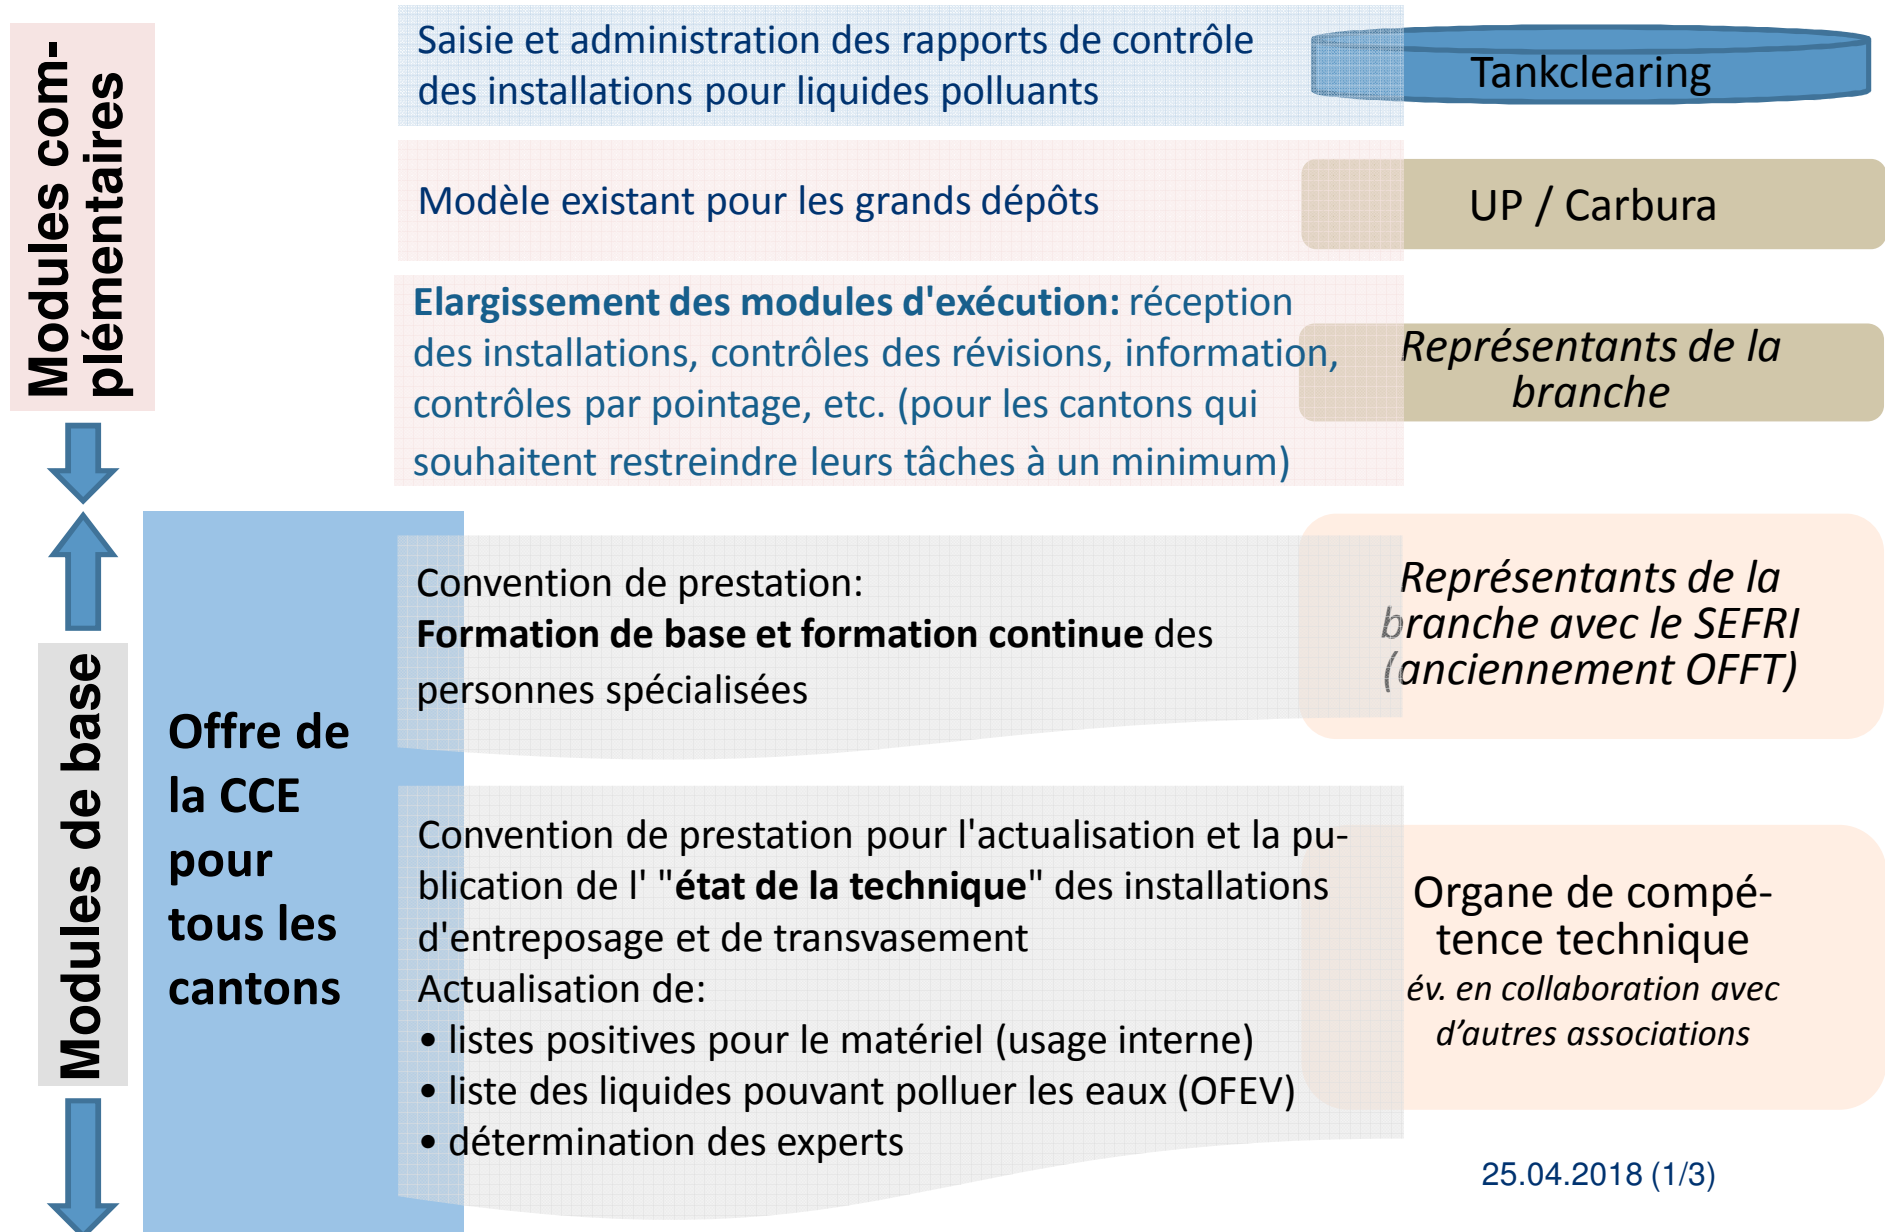 Modules com-
plémentaires
Saisie et administration des rapports de contrôle
des installations pour liquides polluants
Tankclearing
Modèle existant pour les grands dépôts
UP / Carbura
Elargissement des modules d'exécution: réception
des installations, contrôles des révisions, information,
contrôles par pointage, etc. (pour les cantons qui
souhaitent restreindre leurs tâches à un minimum)
Représentants de la
branche
Modules de base
Offre de
la CCE
pour
tous les
cantons
Convention de prestation:
Formation de base et formation continue des
personnes spécialisées
Représentants de la
branche avec le SEFRI
(anciennement OFFT)
Convention de prestation pour l'actualisation et la pu-
blication de l' "état de la technique" des installations
d'entreposage et de transvasement
Actualisation de:
• listes positives pour le matériel (usage interne)
• liste des liquides pouvant polluer les eaux (OFEV)
• détermination des experts
Organe de compé-
tence technique
év. en collaboration avec
d’autres associations
25.04.2018 (1/3)